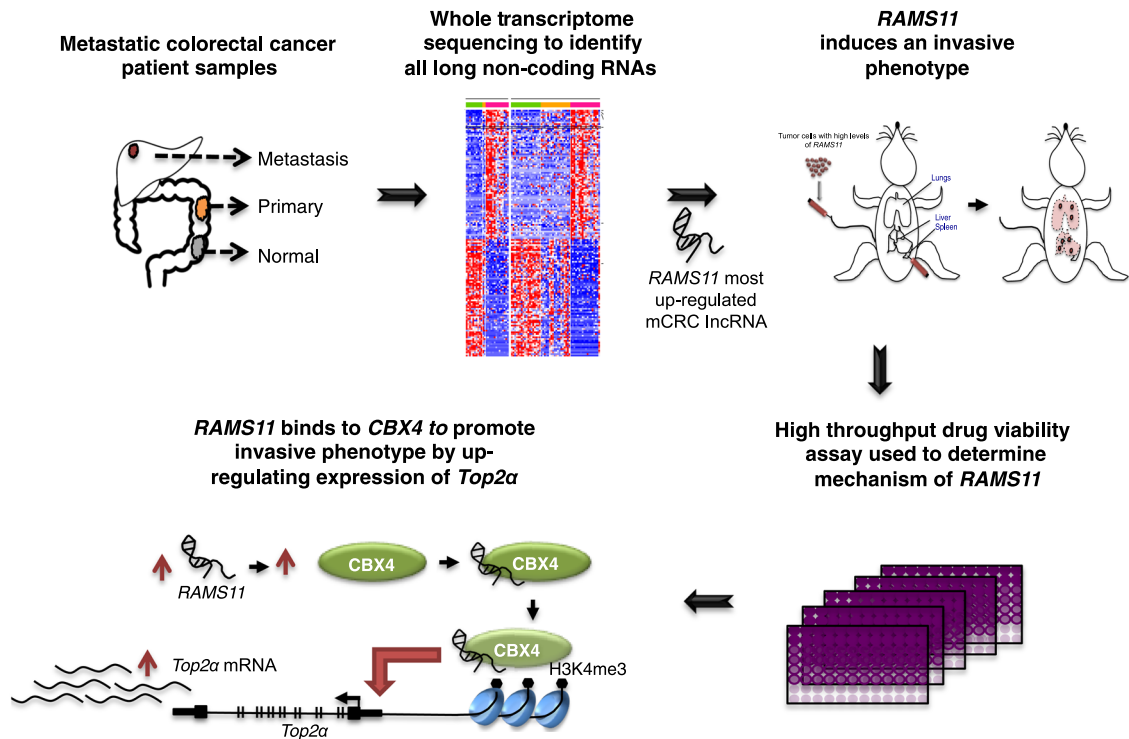 Metastatic colorectal cancer
patient samples
Metastasis
Primary
Normal
Whole transcriptome
sequencing to identify
all long non-coding RNAs
RAMS11 most
up-regulated
mCRC lncRNA
RAMS11
induces an invasive
phenotype
Tumor cells with high levels
of RAMS11
Lungs
Liver
Spleen
High throughput drug viability
assay used to determine
mechanism of RAMS11
RAMS11 binds to CBX4 to promote
invasive phenotype by up-
regulating expression of Top2α
RAMS11
CBX4
CBX4
CBX4
H3K4me3
Top2α mRNA
Top2α